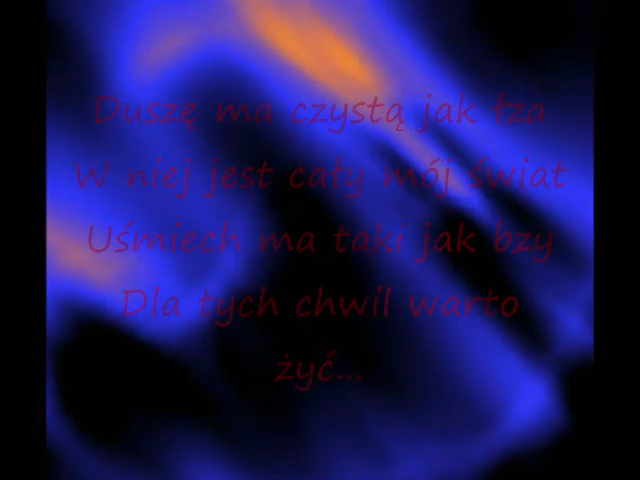 Duszę ma czystą jak łza
W niej jest cały mój świat
Uśmiech ma taki jak bzy
Dla tych chwil warto
żyć...